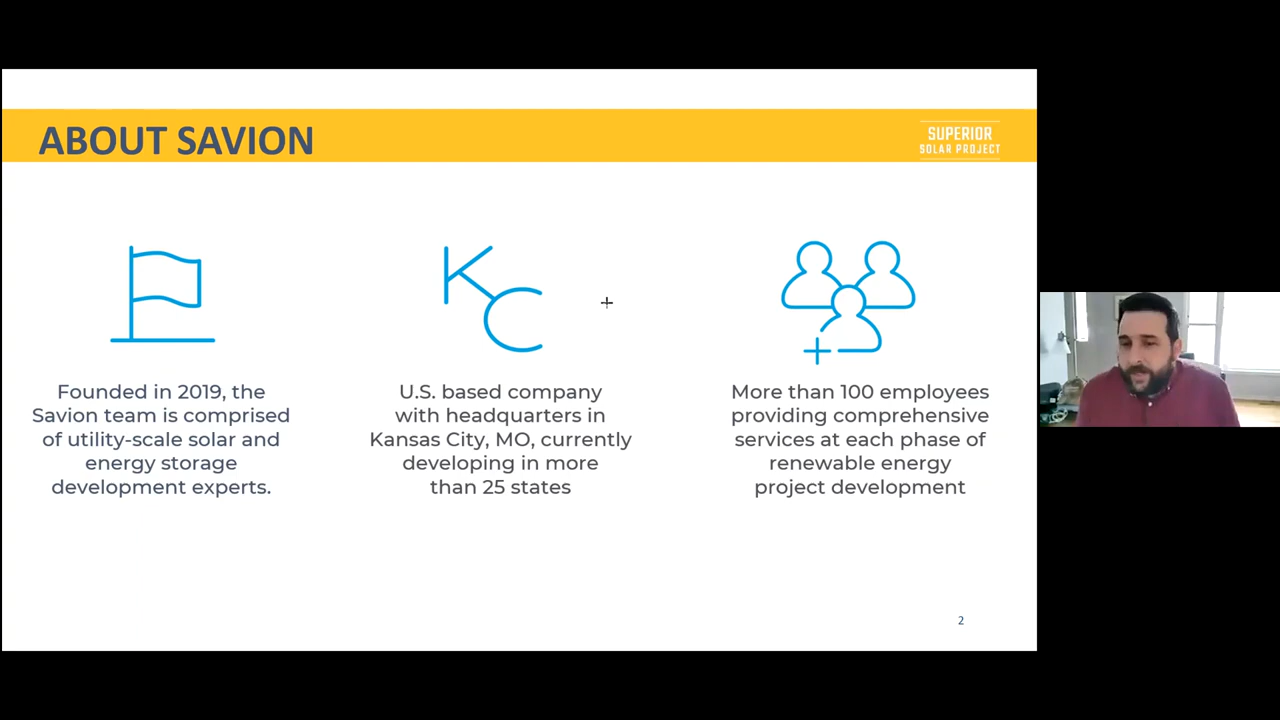 ABOUT SAVION
SUPERIOR
SOLAR PROJECT
KC
Founded in 2019, the
Savion team is comprised
of utility-scale solar and
energy storage
development experts.
U.S. based company
with headquarters in
Kansas City, MO, currently
developing in more
than 25 states
More than 100 employees
providing comprehensive
services at each phase of
renewable energy
project development
2